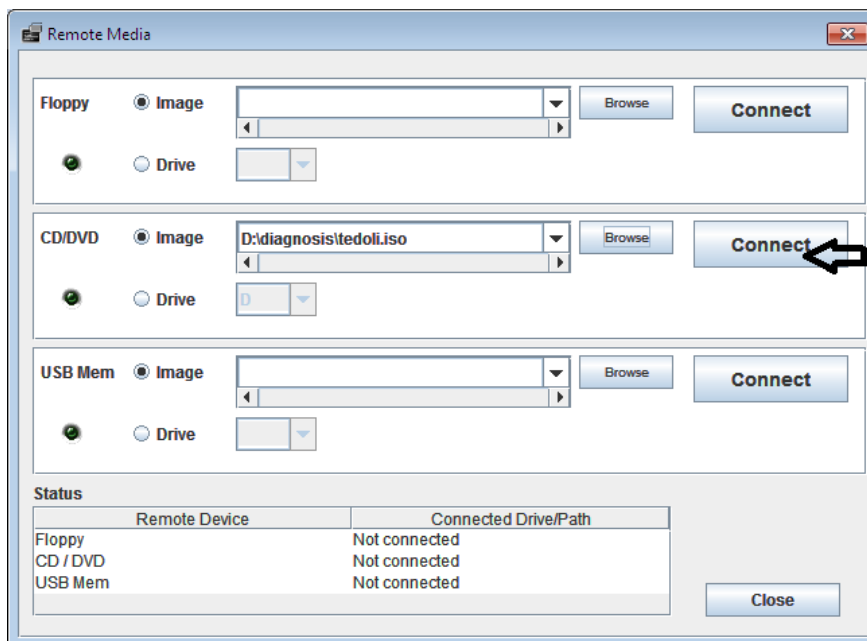 Remote Media
Floppy Image Browse Connect
Drive
CD/DVD Image D:\diagnosis\tedoli.iso Browse Connect
Drive D
USB Mem Image Browse Connect
Drive
Status
Remote Device Connected Drive/Path
Floppy Not connected
CD / DVD Not connected
USB Mem Not connected
Close